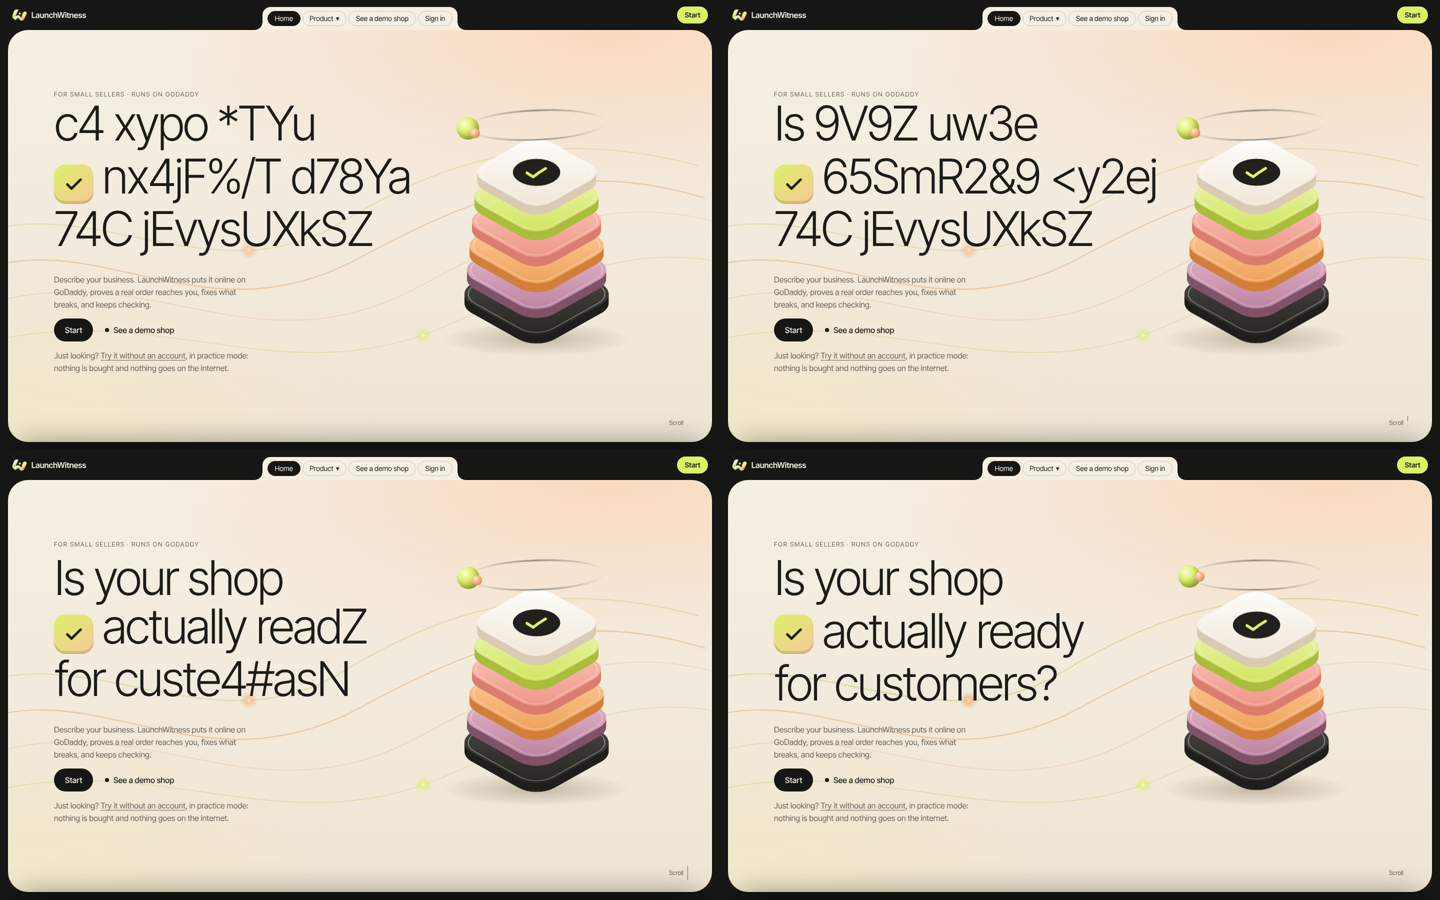 LaunchWitness
Home Product ▾ See a demo shop Sign in
Start
FOR SMALL SELLERS · RUNS ON GODADDY
c4 xypo *TYu
nx4jF%/T d78Ya
74C jEvysUXkSZ
Describe your business. LaunchWitness puts it online on
GoDaddy, proves a real order reaches you, fixes what
breaks, and keeps checking.
Start See a demo shop
Just looking? Try it without an account, in practice mode:
nothing is bought and nothing goes on the internet.
Scroll
LaunchWitness
Home Product ▾ See a demo shop Sign in
Start
FOR SMALL SELLERS · RUNS ON GODADDY
Is 9V9Z uw3e
65SmR2&9 <y2ej
74C jEvysUXkSZ
Describe your business. LaunchWitness puts it online on
GoDaddy, proves a real order reaches you, fixes what
breaks, and keeps checking.
Start See a demo shop
Just looking? Try it without an account, in practice mode:
nothing is bought and nothing goes on the internet.
Scroll
LaunchWitness
Home Product ▾ See a demo shop Sign in
Start
FOR SMALL SELLERS · RUNS ON GODADDY
Is your shop
actually readZ
for custe4#asN
Describe your business. LaunchWitness puts it online on
GoDaddy, proves a real order reaches you, fixes what
breaks, and keeps checking.
Start See a demo shop
Just looking? Try it without an account, in practice mode:
nothing is bought and nothing goes on the internet.
Scroll
LaunchWitness
Home Product ▾ See a demo shop Sign in
Start
FOR SMALL SELLERS · RUNS ON GODADDY
Is your shop
actually ready
for customers?
Describe your business. LaunchWitness puts it online on
GoDaddy, proves a real order reaches you, fixes what
breaks, and keeps checking.
Start See a demo shop
Just looking? Try it without an account, in practice mode:
nothing is bought and nothing goes on the internet.
Scroll